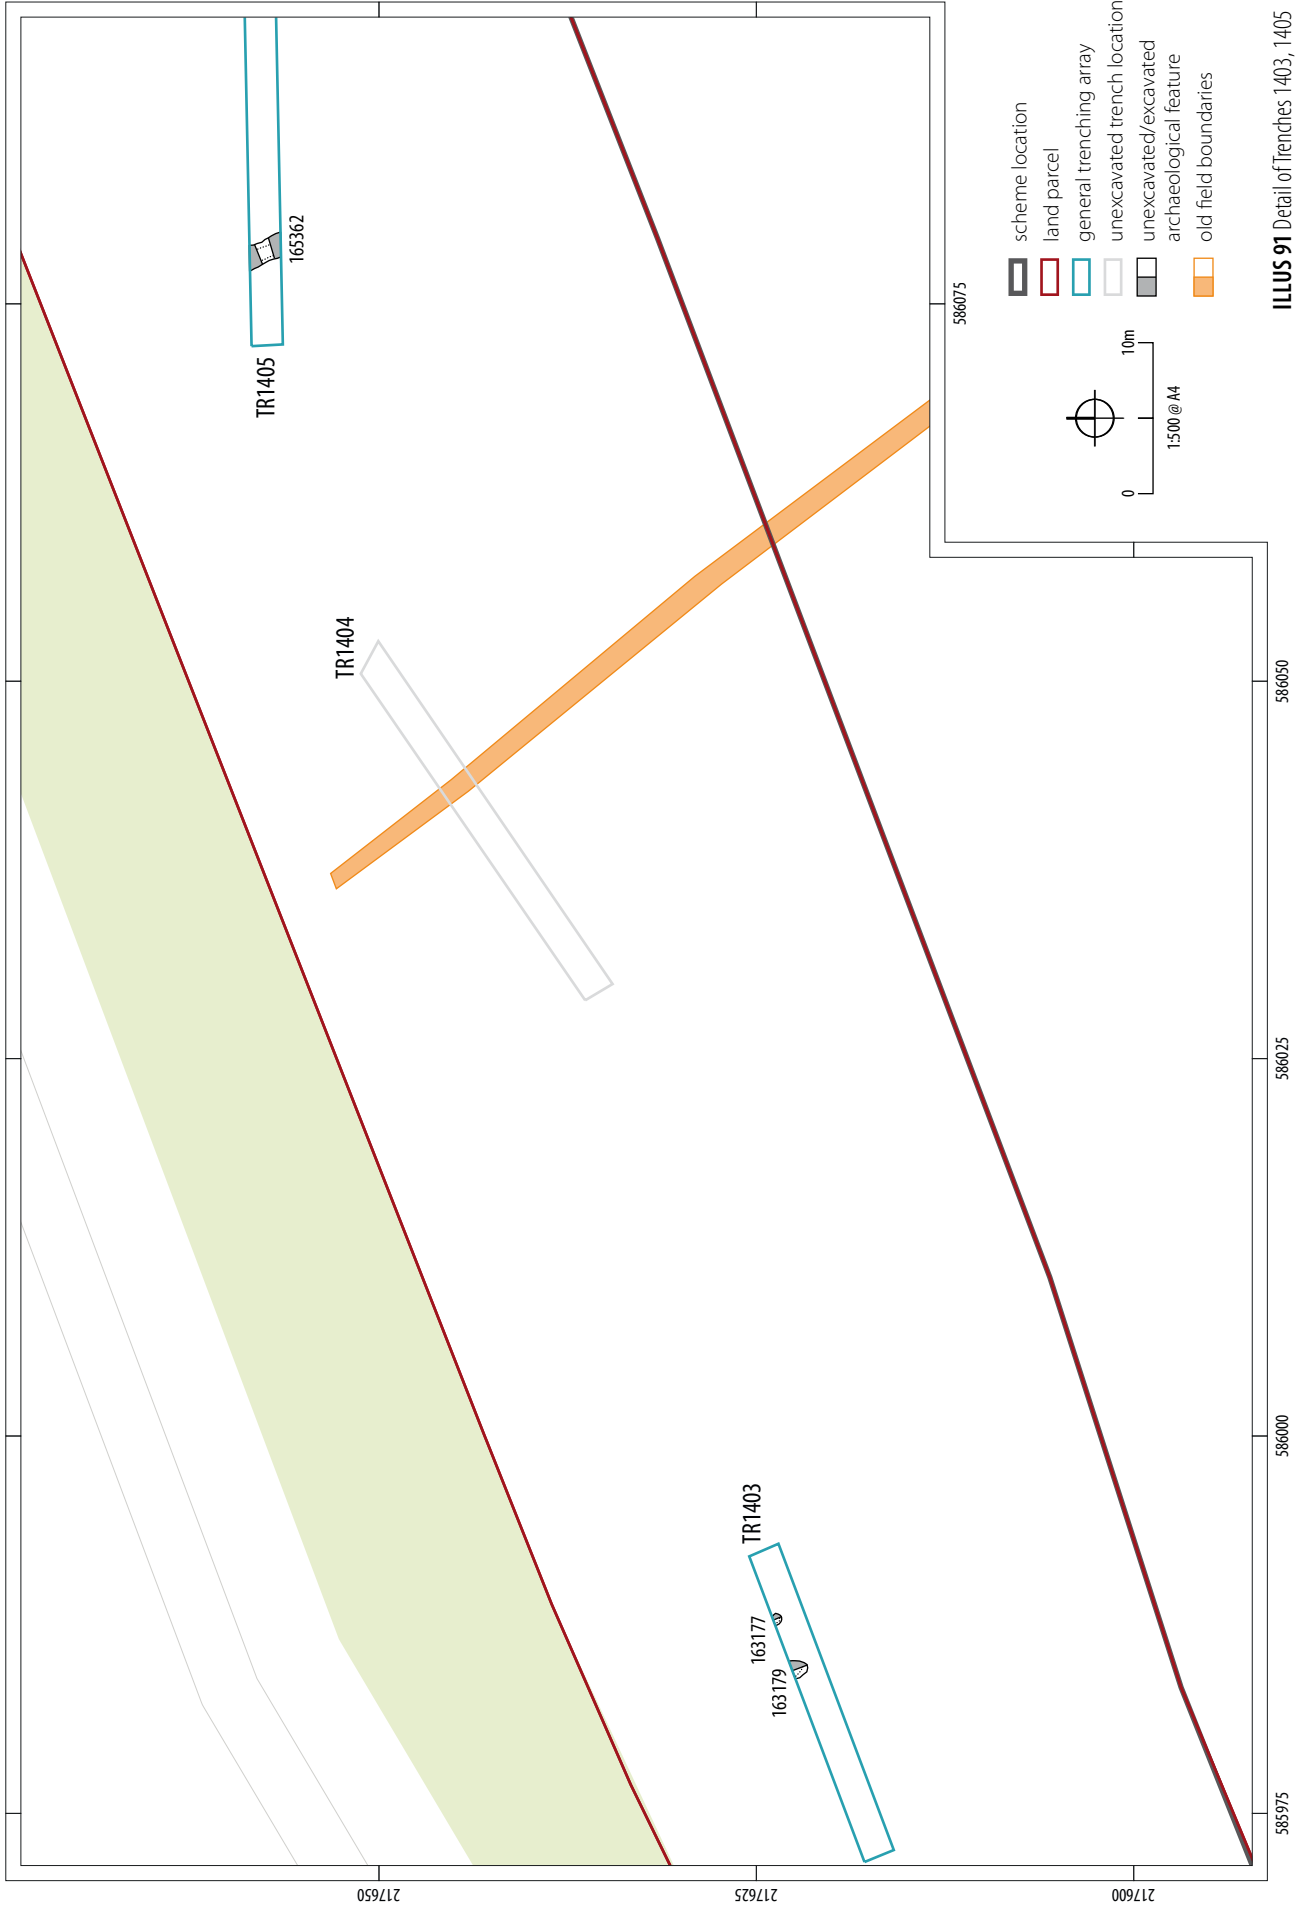 165362
TR1405
TR1404
TR1403
163177
163179
586075
586050
586025
586000
585975
217650
217625
217600
scheme location
land parcel
general trenching array
unexcavated trench location
unexcavated/excavated
archaeological feature
old field boundaries
0
10m
1:500 @ A4
ILLUS 91 Detail of Trenches 1403, 1405